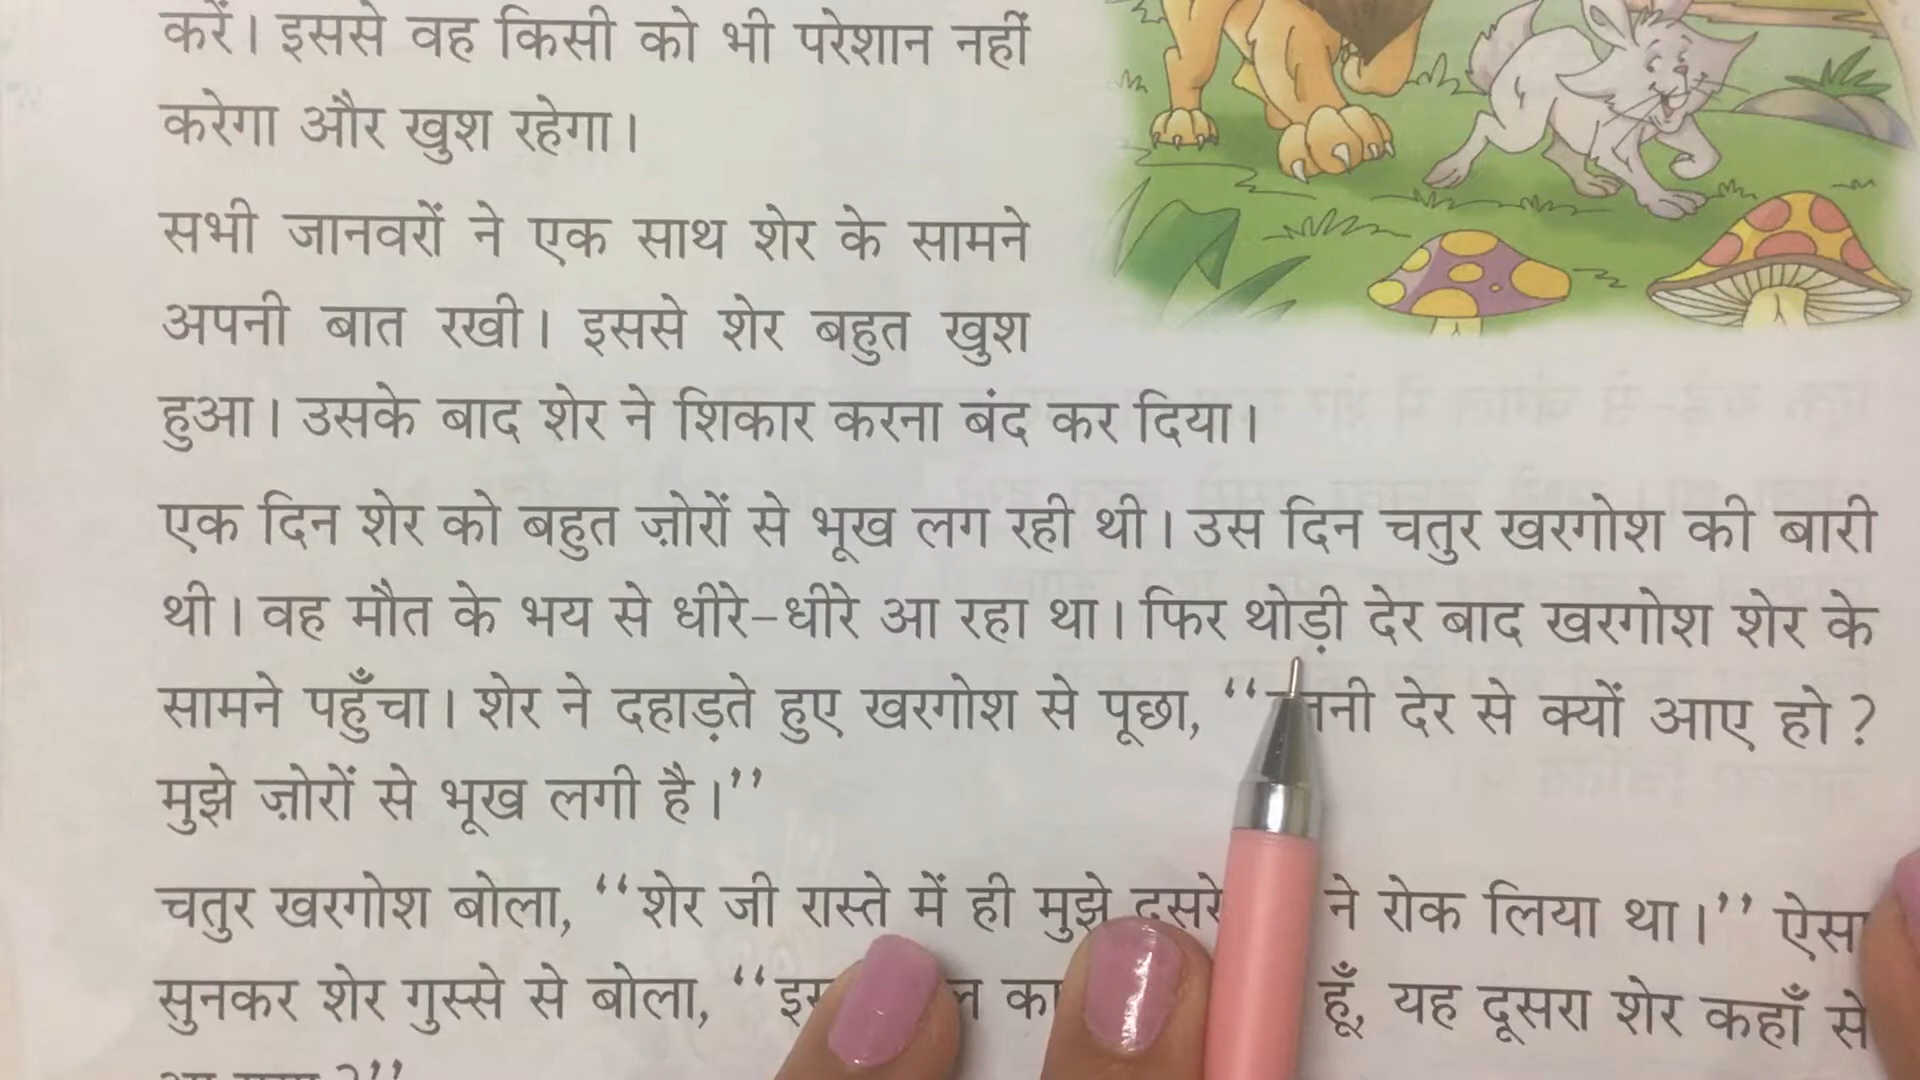 करें। इससे वह किसी को भी परेशान नहीं
करेगा और खुश रहेगा।
सभी जानवरों ने एक साथ शेर के सामने
अपनी बात रखी। इससे शेर बहुत खुश
हुआ। उसके बाद शेर ने शिकार करना बंद कर दिया।
एक दिन शेर को बहुत ज़ोरों से भूख लग रही थी। उस दिन चतुर खरगोश की बारी
थी। वह मौत के भय से धीरे-धीरे आ रहा था। फिर थोड़ी देर बाद खरगोश शेर के
सामने पहुँचा। शेर ने दहाड़ते हुए खरगोश से पूछा, “ देर से क्यों आए हो?
मुझे ज़ोरों से भूख लगी है।”
चतुर खरगोश बोला, “शेर जी रास्ते में ही मुझे ने रोक लिया था।” ऐसा
सुनकर शेर गुस्से से बोला, “ हूँ, यह दूसरा शेर कहाँ से